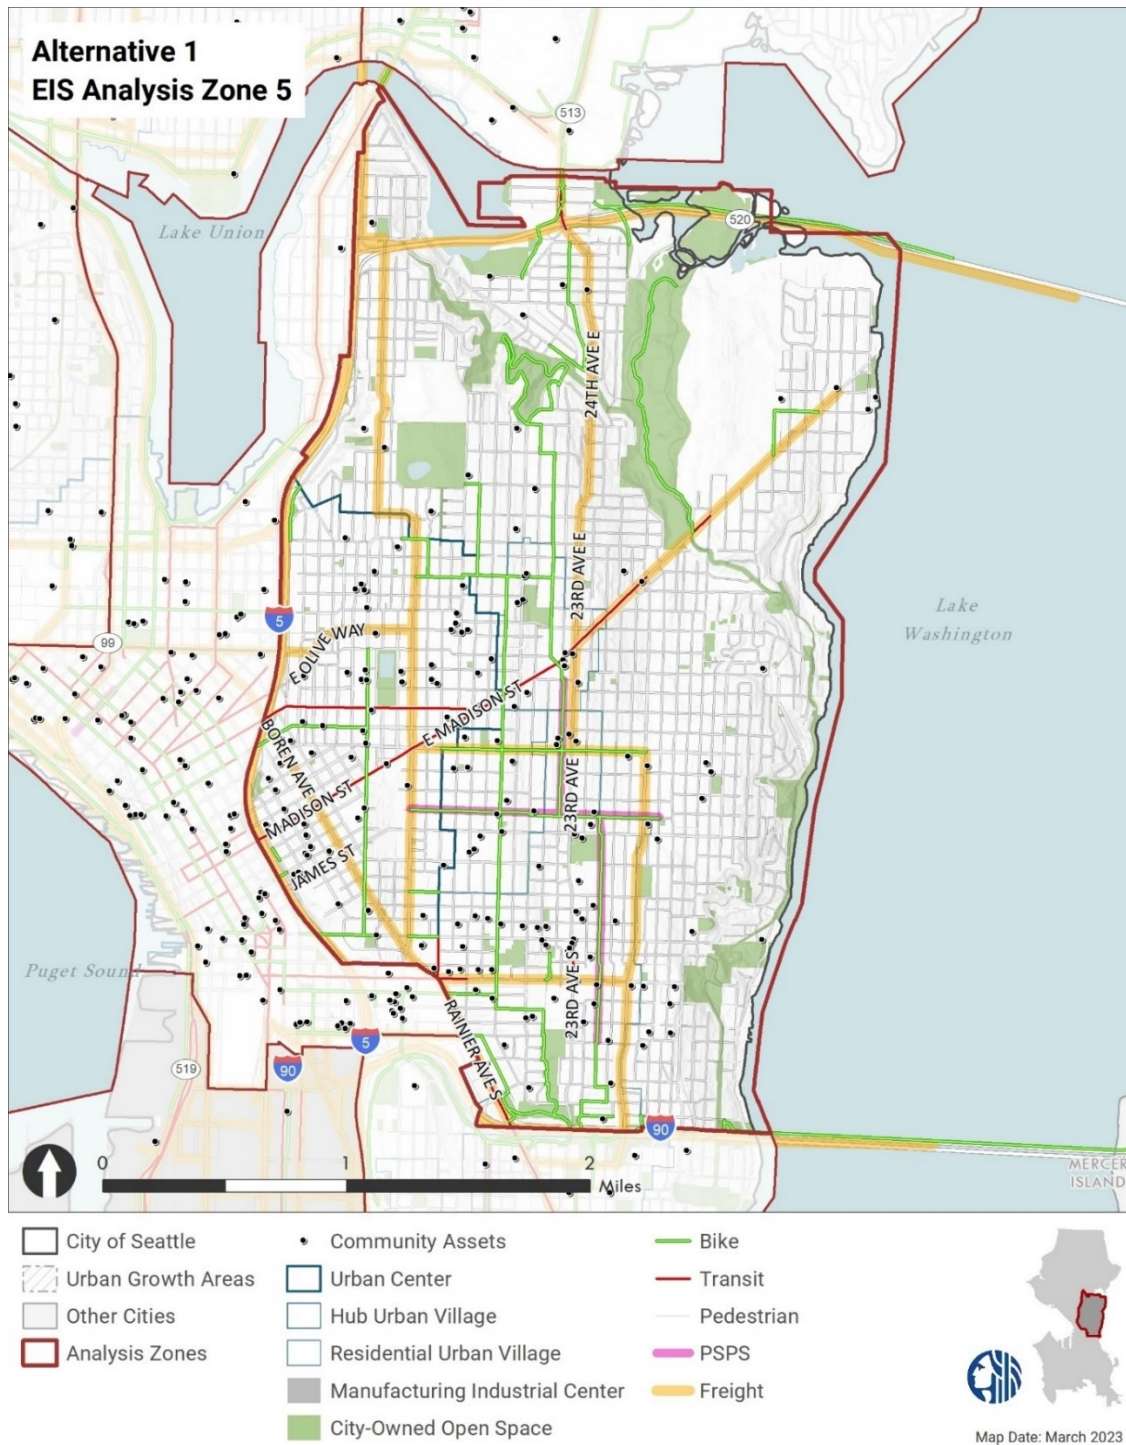 Alternative 1
EIS Analysis Zone 5
513
520
Lake Union
24TH AVE E
23RD AVE E
5
Lake
Washington
99
E OLIVE WAY
E MADISON ST
BOREN AVE
23RD AVE
MADISON ST
JAMES ST
Puget Sound
23RD AVE S
RAINIER AVE S
5
519
90
90
0 1 2
Miles
MERCER
ISLAND
City of Seattle
Urban Growth Areas
Other Cities
Analysis Zones
Community Assets
Urban Center
Hub Urban Village
Residential Urban Village
Manufacturing Industrial Center
City-Owned Open Space
Bike
Transit
Pedestrian
PSPS
Freight
Map Date: March 2023